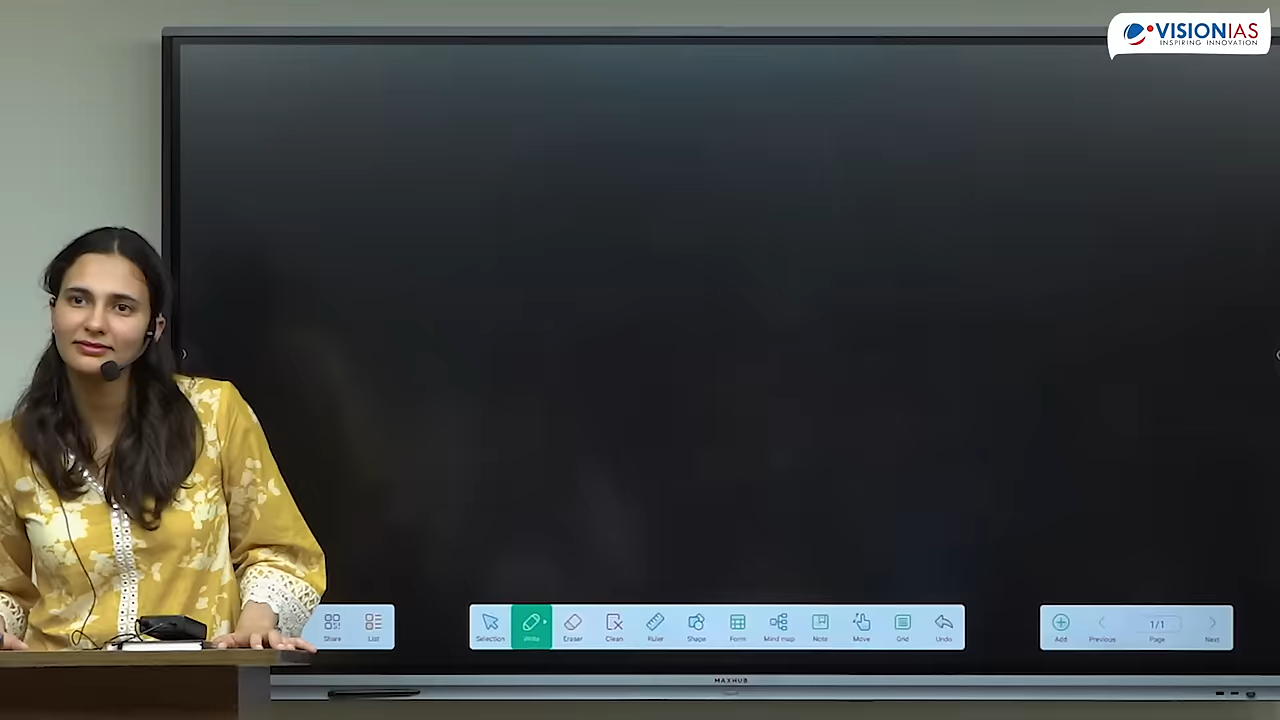 VISIONIAS
INSPIRING INNOVATION
Share
List
Selection
Write
Eraser
Clean
Ruler
Shape
Form
Mind map
Note
Move
Grid
Undo
Add
Previous
1/1
Page
Next
MAXHUB